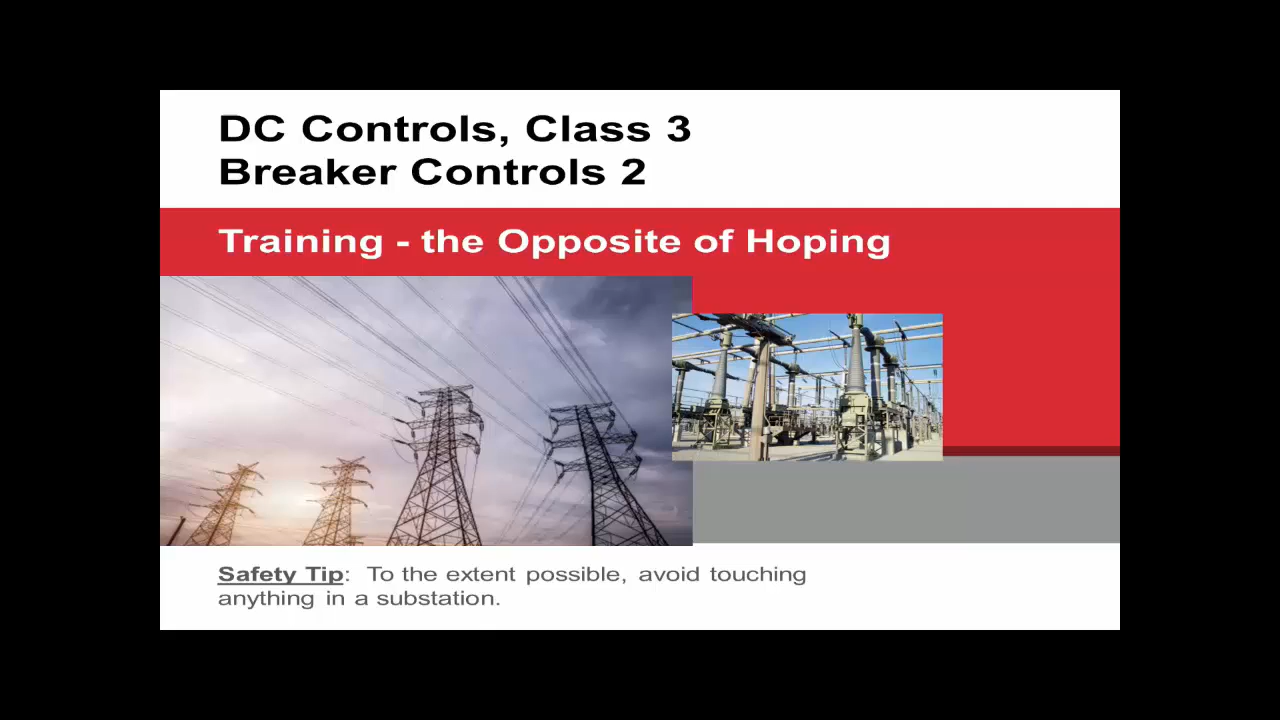 DC Controls, Class 3
Breaker Controls 2
Training - the Opposite of Hoping
Safety Tip: To the extent possible, avoid touching
anything in a substation.